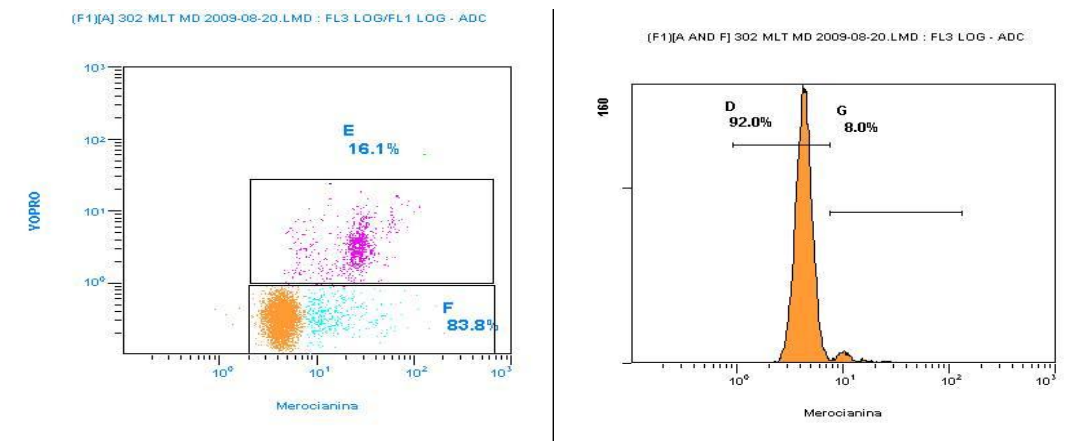 (F1)[A] 302 MLT MD 2009-08-20.LMD : FL3 LOG/FL1 LOG - ADC
10³
10²
10¹
10⁰
YOPRO
E
16.1%
F
83.8%
10⁰ 10¹ 10² 10³
Merocianina
(F1)[A AND F] 302 MLT MD 2009-08-20.LMD : FL3 LOG - ADC
160
D
92.0%
G
8.0%
10⁰ 10¹ 10² 10³
Merocianina